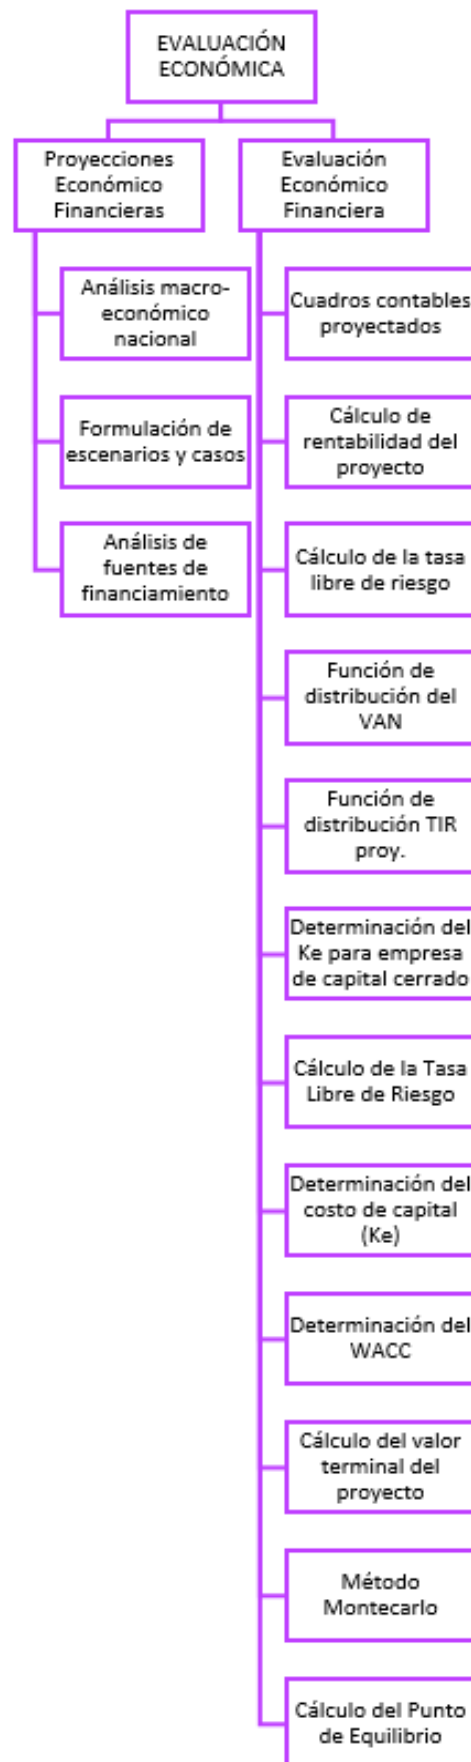 EVALUACIÓN
ECONÓMICA
Proyecciones
Económico
Financieras
Análisis macro-
económico
nacional
Formulación de
escenarios y casos
Análisis de
fuentes de
financiamiento
Evaluación
Económico
Financiera
Cuadros contables
proyectados
Cálculo de
rentabilidad del
proyecto
Cálculo de la tasa
libre de riesgo
Función de
distribución del
VAN
Función de
distribución TIR
proy.
Determinación del
Ke para empresa
de capital cerrado
Cálculo de la Tasa
Libre de Riesgo
Determinación del
costo de capital
(Ke)
Determinación del
WACC
Cálculo del valor
terminal del
proyecto
Método
Montecarlo
Cálculo del Punto
de Equilibrio